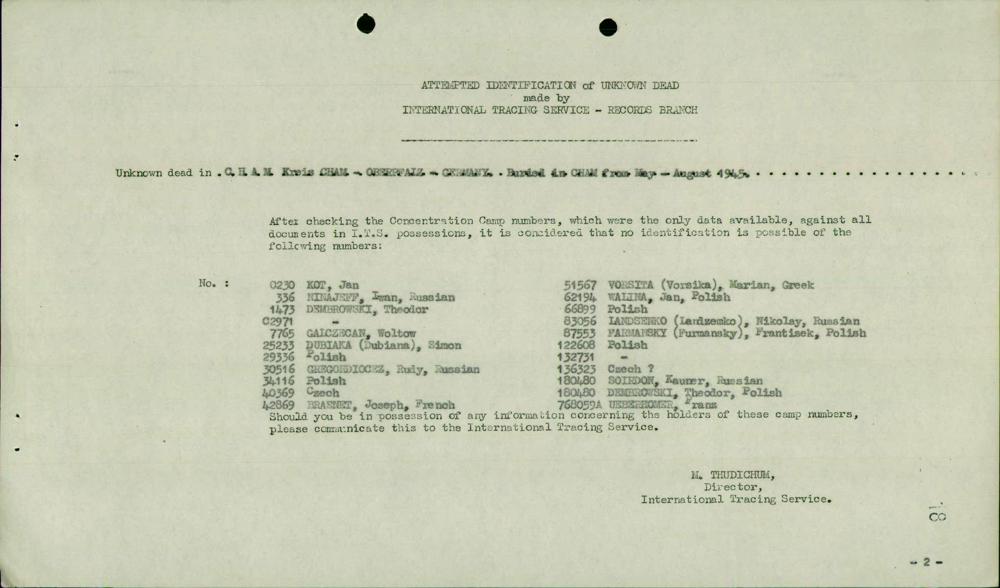 ATTEMPTED IDENTIFICATION of UNKNOWN DEAD
made by
INTERNATIONAL TRACING SERVICE - RECORDS BRANCH
Unknown dead in . C. H. A. M. Kreis CHAM - OBERPFALZ - GERMANY. . Buried in CHAM from May - August 1945. . . . . . . . . . . . . . . . .
After checking the Concentration Camp numbers, which were the only data available, against all
documents in I.T.S. possessions, it is considered that no identification is possible of the
following numbers:
No. :
0230 KOT, Jan
336 NINAJEFF, Iwan, Russian
1473 DEMBROWSKI, Theodor
02971 -
7765 GAICZECAN, Woltow
25233 DUBIAKA (Dubiana), Simon
29336 Polish
30516 GREGORDIOCEZ, Rudy, Russian
34116 Polish
40369 Czech
42869 BRAESNET, Joseph, French
51567 VORSITA (Vorsika), Marian, Greek
62194 WALINA, Jan, Polish
66899 Polish
83056 LANDSENKO (Landzemko), Nikolay, Russian
87553 FARMANSKY (Furmansky), Frantisek, Polish
122608 Polish
132731 -
136323 Czech ?
180480 SOIEDON, Kaumer, Russian
180480 DEMBROWSKI, Theodor, Polish
768059A Franz
Should you be in possession of any information concerning the holders of these camp numbers,
please communicate this to the International Tracing Service.
M. THUDICHUM,
Director,
International Tracing Service.
- 2 -